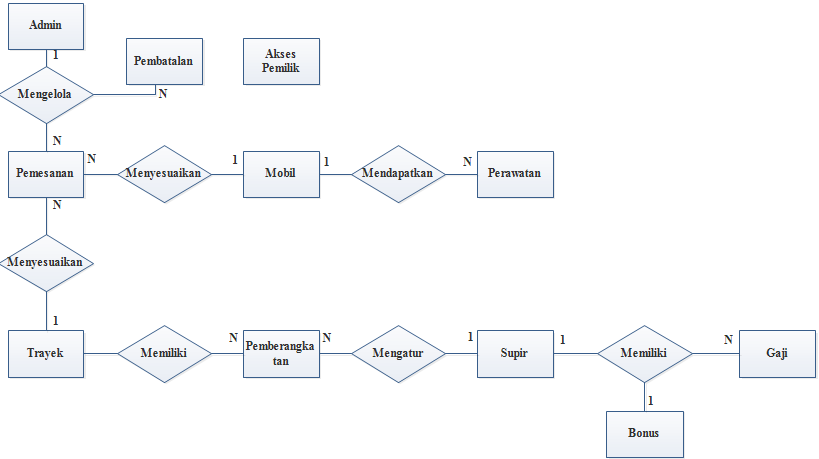 Admin
1
Pembatalan
Akses
Pemilik
Mengelola
N
N
Pemesanan
N
Menyesuaikan
1
Mobil
1
Mendapatkan
N
Perawatan
N
Menyesuaikan
1
Trayek
Memiliki
N
Pemberangka
tan
N
Mengatur
1
Supir
1
Memiliki
N
Gaji
1
Bonus